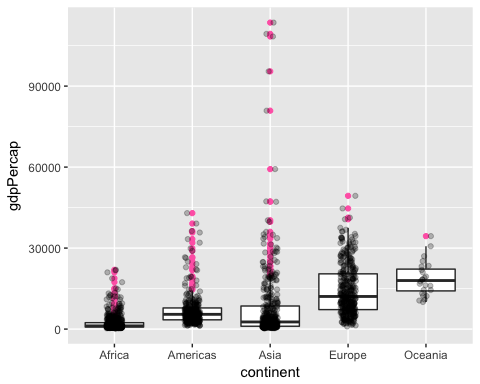 gdpPercap
90000
60000
30000
0
Africa Americas Asia Europe Oceania
continent